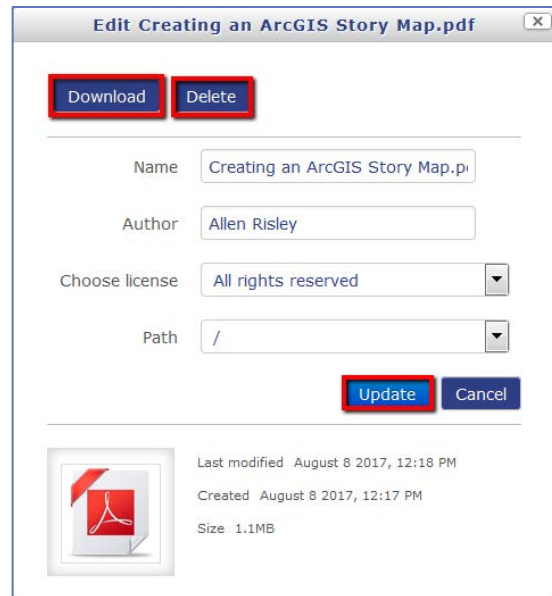 Edit Creating an ArcGIS Story Map.pdf
Download Delete
Name Creating an ArcGIS Story Map.p
Author Allen Risley
Choose license All rights reserved
Path /
Update Cancel
Last modified August 8 2017, 12:18 PM
Created August 8 2017, 12:17 PM
Size 1.1MB